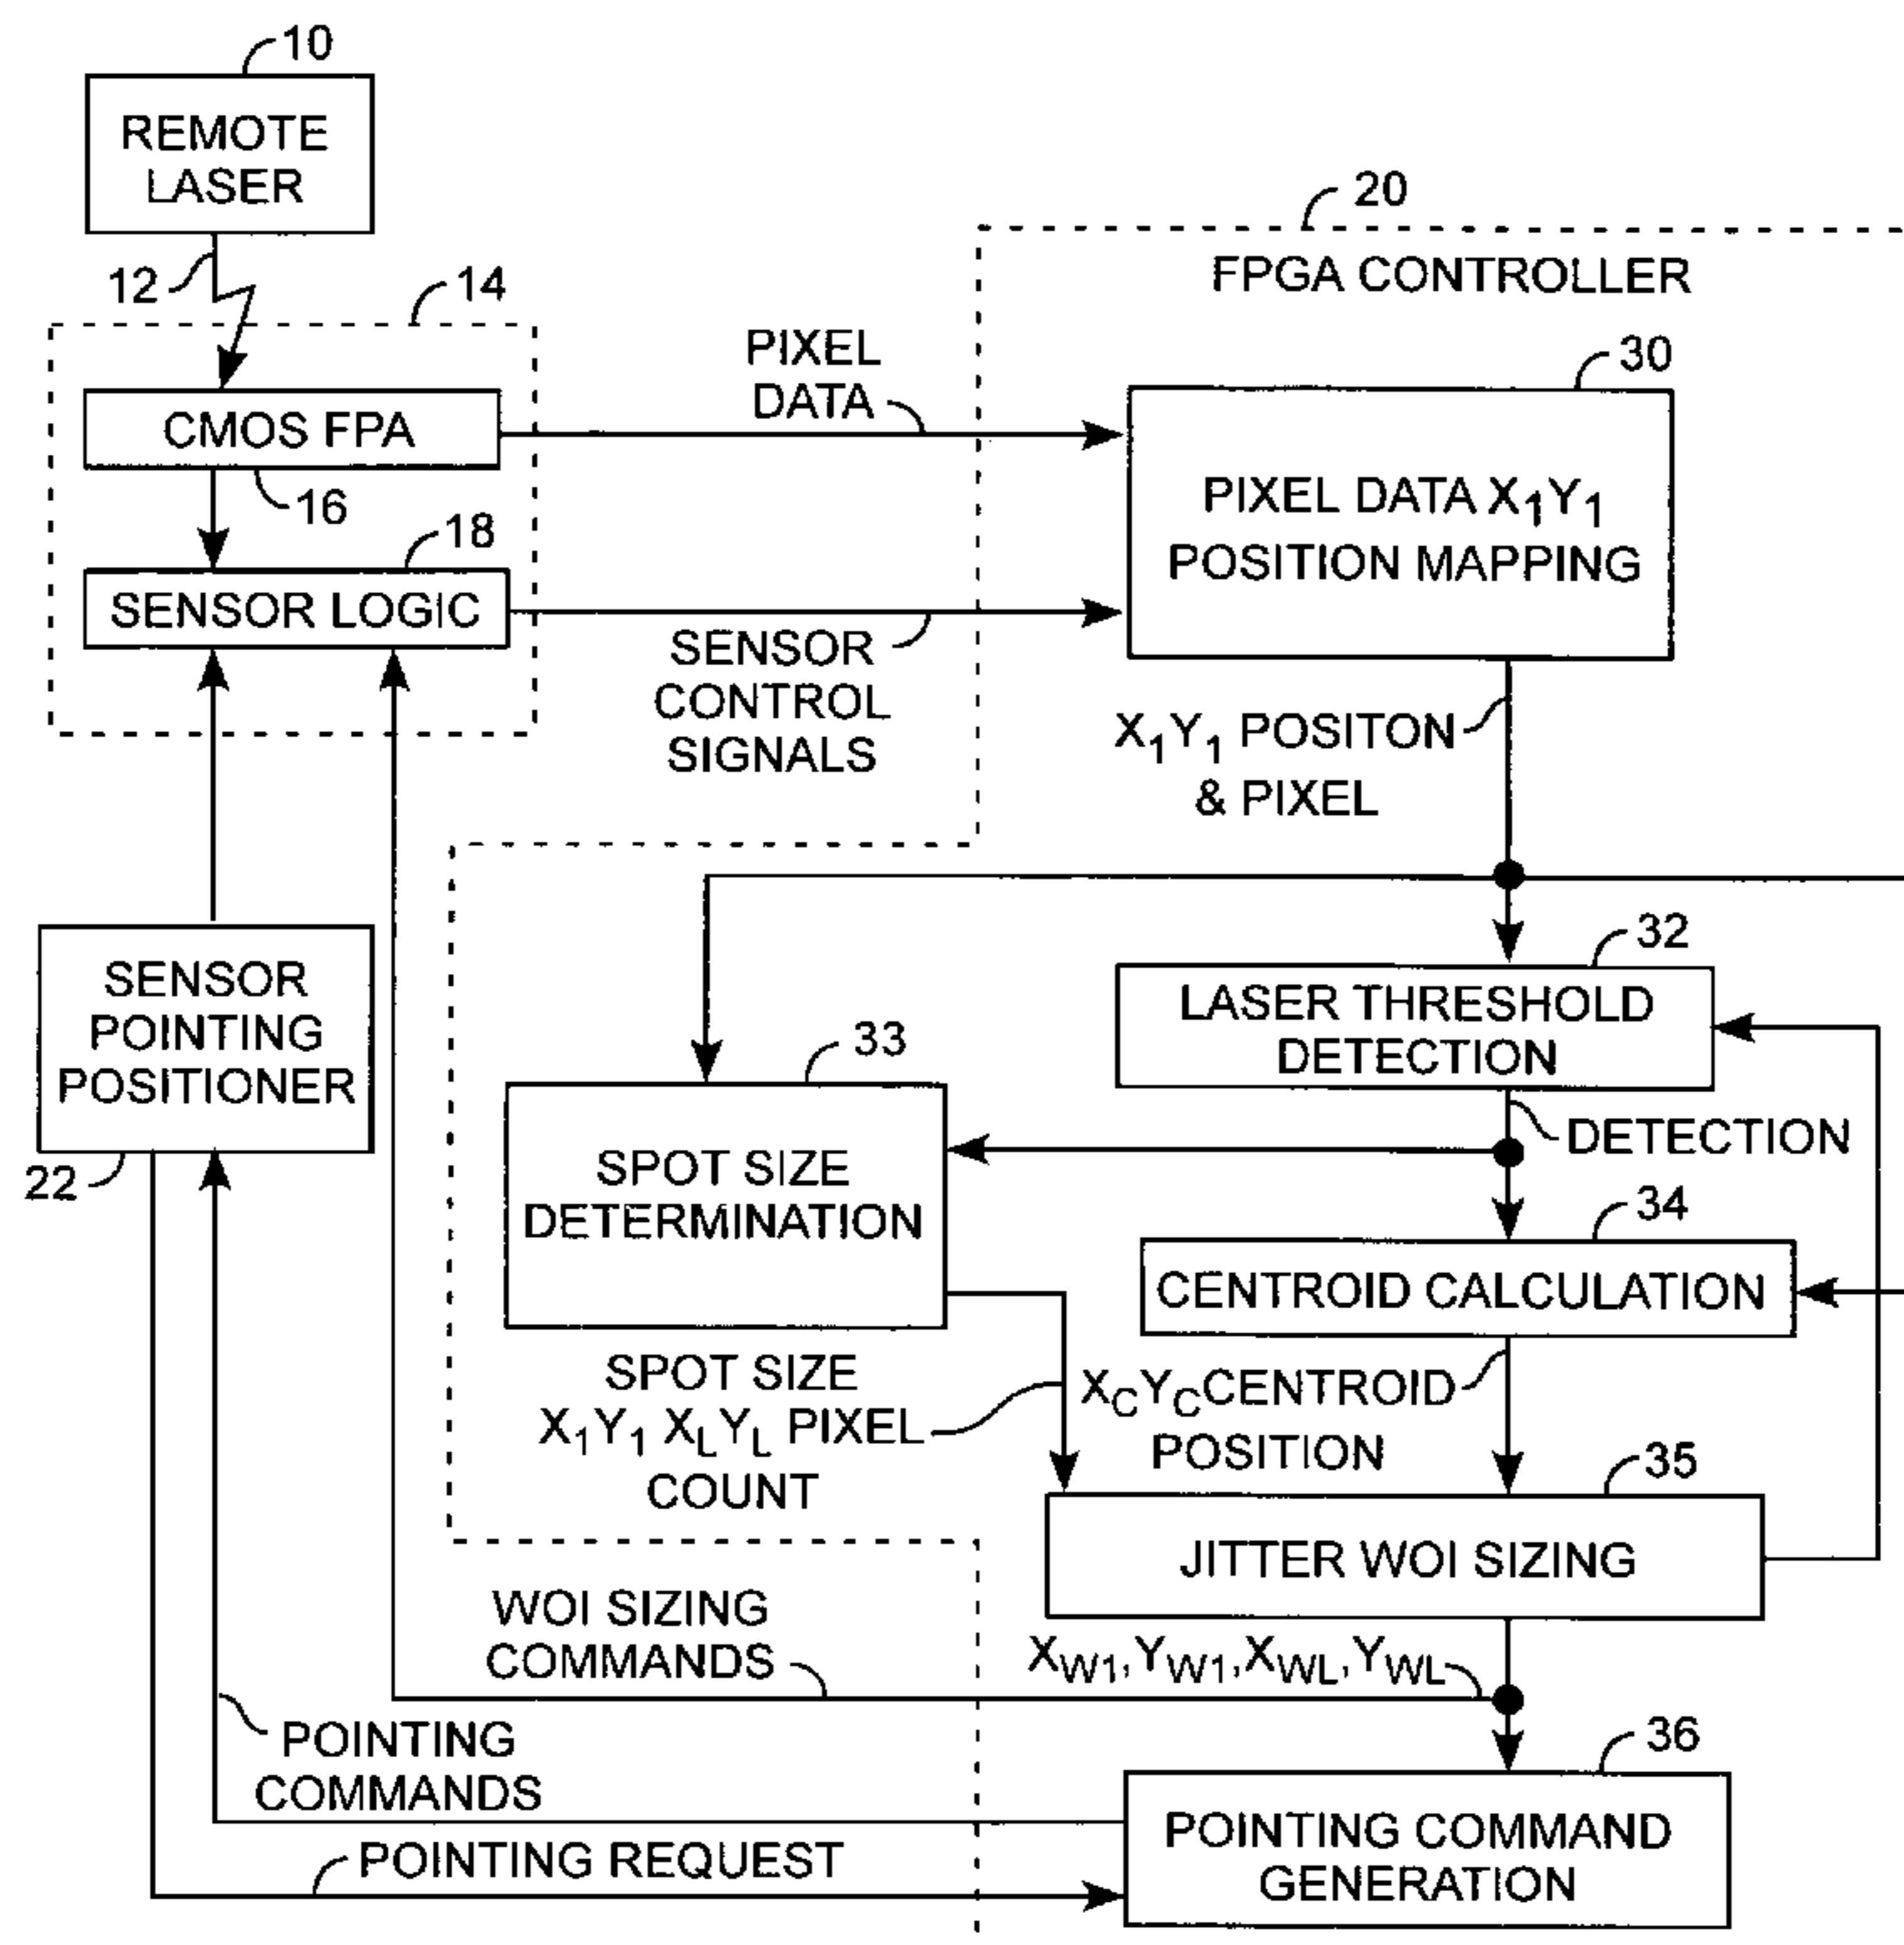 10
REMOTE
LASER
12
14
CMOS FPA
16
18
SENSOR LOGIC
PIXEL
DATA
SENSOR
CONTROL
SIGNALS
20
FPGA CONTROLLER
30
PIXEL DATA X1Y1
POSITION MAPPING
X1Y1 POSITON
& PIXEL
32
LASER THRESHOLD
DETECTION
DETECTION
SENSOR
POINTING
POSITIONER
22
33
SPOT SIZE
DETERMINATION
34
CENTROID CALCULATION
SPOT SIZE
X1Y1 XLYL PIXEL
COUNT
XCYCCENTROID
POSITION
35
JITTER WOI SIZING
WOI SIZING
COMMANDS
XW1,YW1,XWL,YWL
POINTING
COMMANDS
36
POINTING COMMAND
GENERATION
POINTING REQUEST